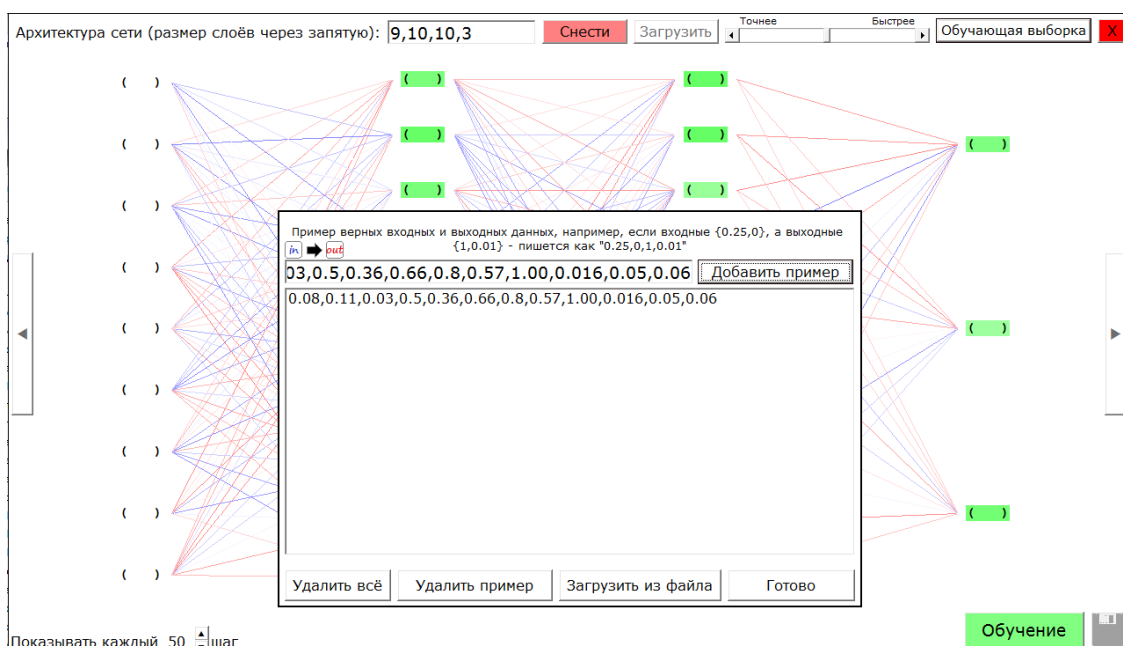 Точнее Быстрее
Архитектура сети (размер слоёв через запятую): 9,10,10,3 Снести Загрузить Обучающая выборка X
( ) ( ) ( )
( ) ( ) ( ) ( )
( ) ( ) ( )
Пример верных входных и выходных данных, например, если входные {0.25,0}, а выходные
in out {1,0.01} - пишется как "0.25,0,1,0.01"
03,0.5,0.36,0.66,0.8,0.57,1.00,0.016,0.05,0.06 Добавить пример
( )
0.08,0.11,0.03,0.5,0.36,0.66,0.8,0.57,1.00,0.016,0.05,0.06
( ) ( )
( )
( )
( ) ( )
( )
Удалить всё Удалить пример Загрузить из файла Готово
Обучение
Показывать каждый 50 шаг